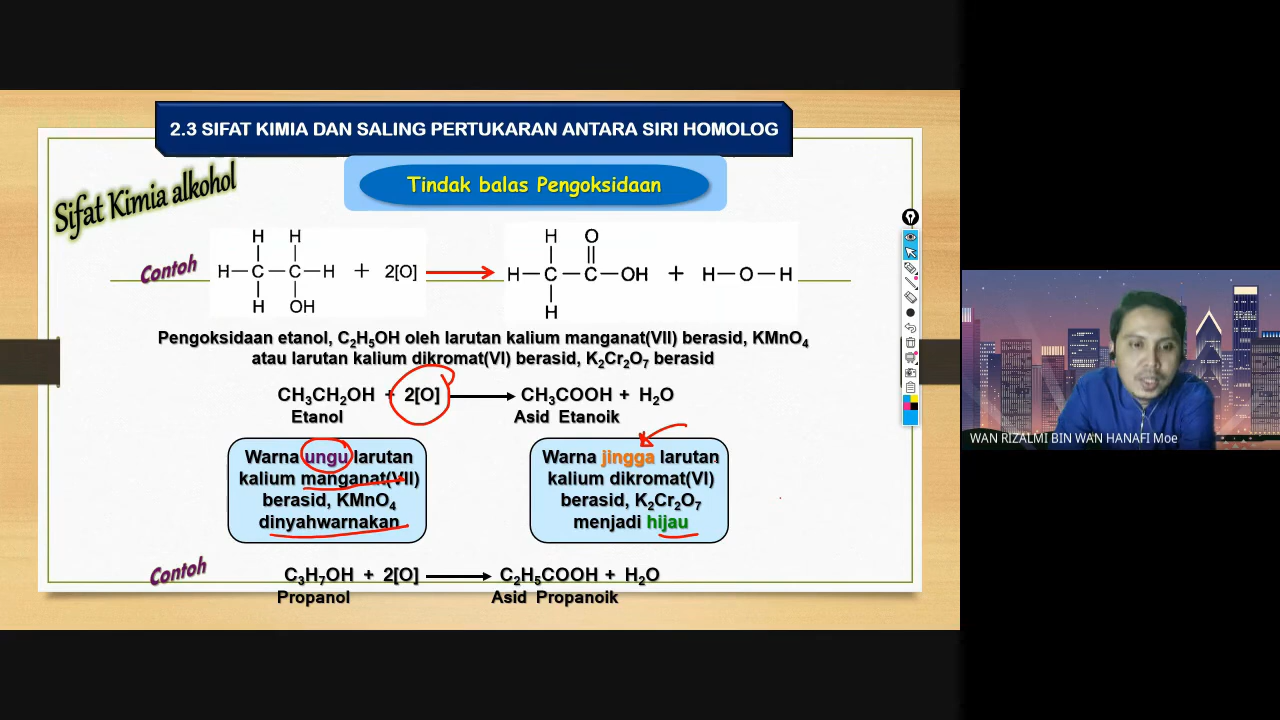 2.3 SIFAT KIMIA DAN SALING PERTUKARAN ANTARA SIRI HOMOLOG
Tindak balas Pengoksidaan
Sifat Kimia alkohol
Contoh
H H
H—C—C—H + 2[O]
H OH
H O
H—C—C—OH + H—O—H
H
Pengoksidaan etanol, C₂H₅OH oleh larutan kalium manganat(VII) berasid, KMnO₄
atau larutan kalium dikromat(VI) berasid, K₂Cr₂O₇ berasid
CH₃CH₂OH + 2[O] CH₃COOH + H₂O
Etanol Asid Etanoik
Warna ungu larutan
kalium manganat(VII)
berasid, KMnO₄
dinyahwarnakan
Warna jingga larutan
kalium dikromat(VI)
berasid, K₂Cr₂O₇
menjadi hijau
Contoh
C₃H₇OH + 2[O] C₂H₅COOH + H₂O
Propanol Asid Propanoik
WAN RIZALMI BIN WAN HANAFI Moe